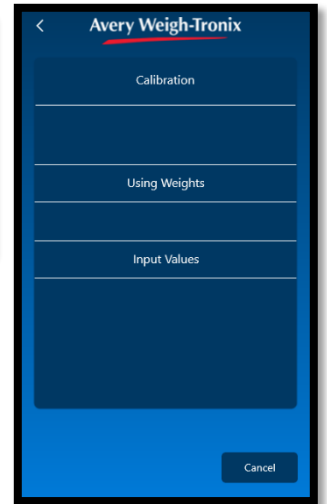 Avery Weigh-Tronix
Calibration
Using Weights
Input Values
Cancel